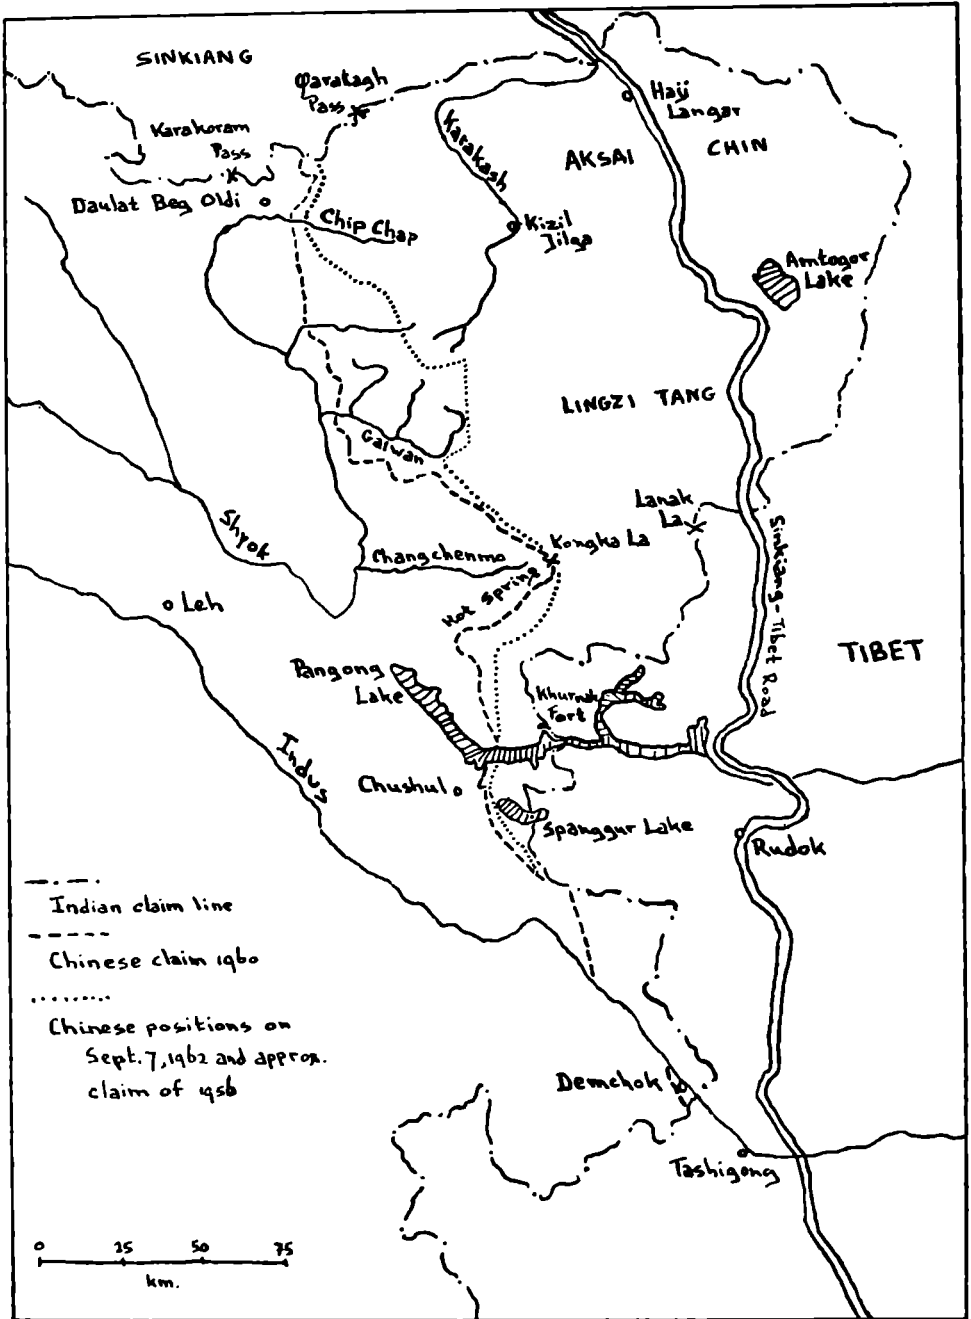 SINKIANG
Qaratagh
Pass
Haji
Langar
Karakoram
Pass
Karakash
AKSAI CHIN
Daulat Beg Oldi
Chip Chap
Kizil
Jilga
Amtogor
Lake
LINGZI TANG
Galwan
Lanak
La
Shyok
Changchenmo
Kongka La
Sinkiang-Tibet Road
Hot Spring
Leh
TIBET
Pangong
Lake
Khurnak
Fort
Indus
Chushul
Spanggur Lake
Rudok
Indian claim line
Chinese claim 1960
Chinese positions on
Sept. 7, 1962 and approx.
claim of 1956
Demchok
Tashigong
0 25 50 75
km.